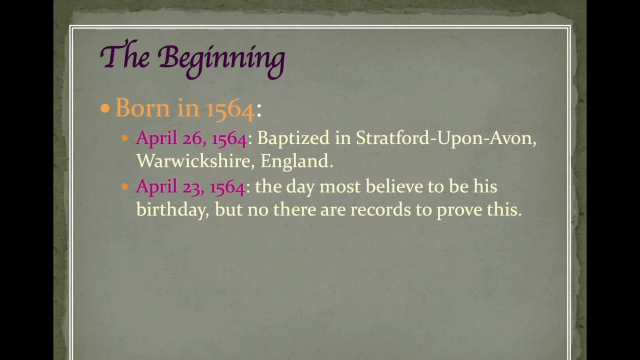 The Beginning
• Born in 1564:
• April 26, 1564: Baptized in Stratford-Upon-Avon,
Warwickshire, England.
• April 23, 1564: the day most believe to be his
birthday, but no there are records to prove this.